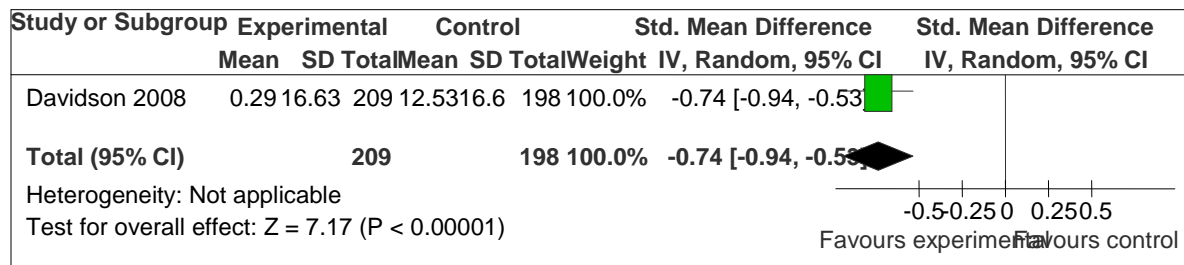 Study or Subgroup Experimental Control Std. Mean Difference Std. Mean Difference
Mean SD Total Mean SD Total Weight IV, Random, 95% CI IV, Random, 95% CI
Davidson 2008 0.29 16.63 209 12.53 16.6 198 100.0% -0.74 [-0.94, -0.53]
Total (95% CI) 209 198 100.0% -0.74 [-0.94, -0.53]
Heterogeneity: Not applicable
-0.5 -0.25 0 0.25 0.5
Test for overall effect: Z = 7.17 (P < 0.00001)
Favours experimental Favours control